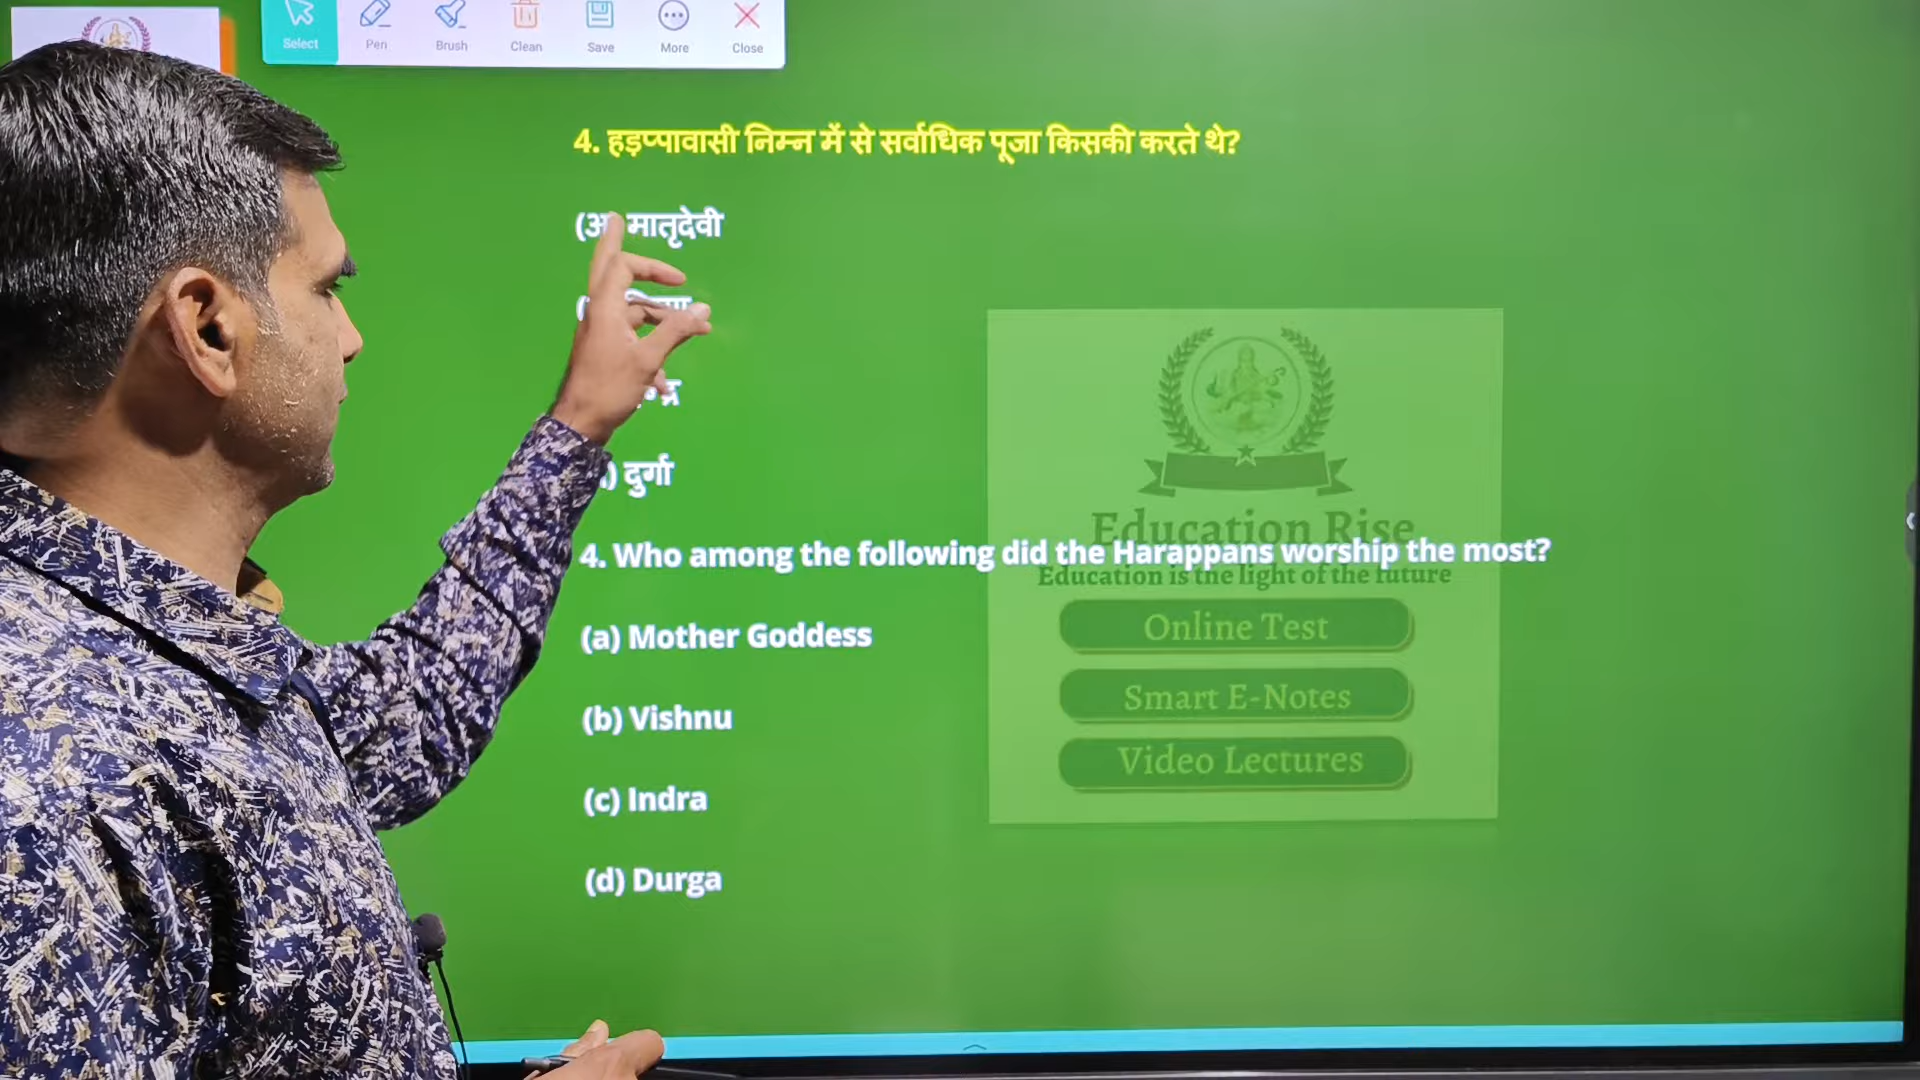 Select Pen Brush Clean Save More Close
4. हड़प्पावासी निम्न में से सर्वाधिक पूजा किसकी करते थे?
(अ मातृदेवी
) दुर्गा
4. Who among the following did the Harappans worship the most?
(a) Mother Goddess
(b) Vishnu
(c) Indra
(d) Durga
Education Rise
Education is the light of the future
Online Test
Smart E-Notes
Video Lectures